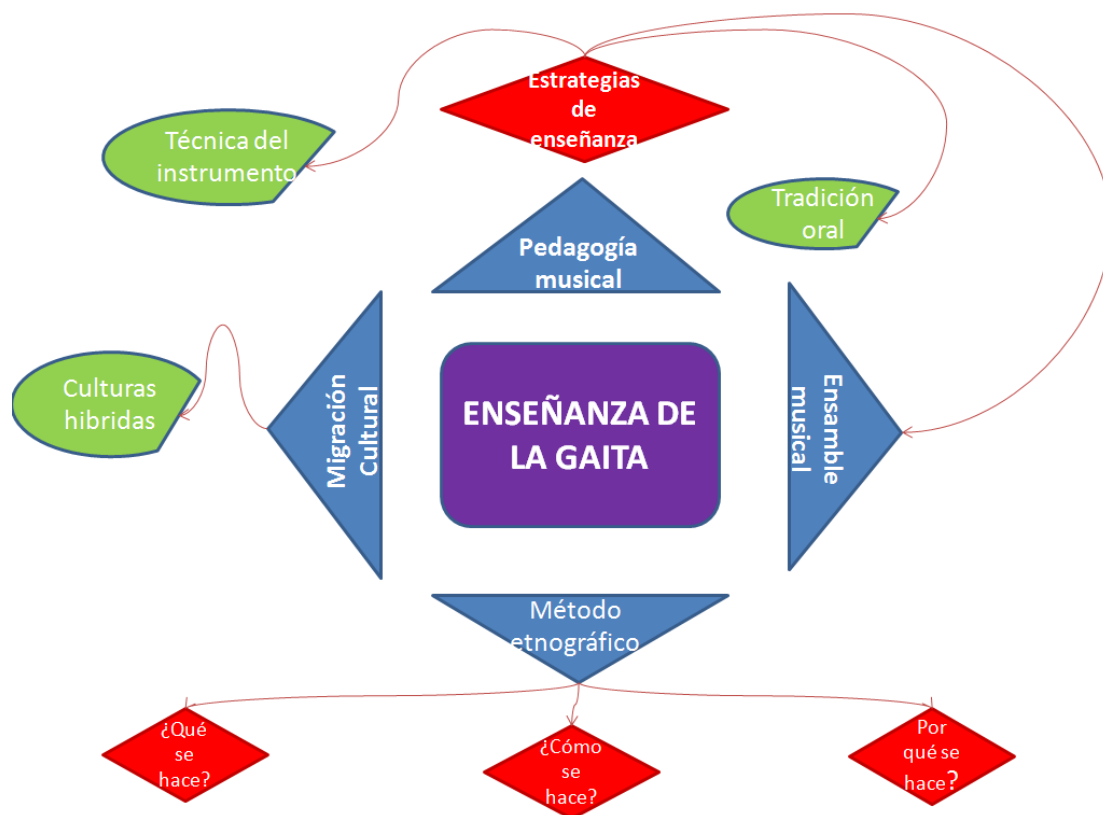 Estrategias
de
enseñanza
Técnica del
instrumento
Tradición
oral
Pedagogía
musical
Culturas
hibridas
Migración
Cultural
ENSEÑANZA DE
LA GAITA
Ensamble
musical
Método
etnográfico
¿Qué
se
hace?
¿Cómo
se
hace?
Por
qué se
hace?